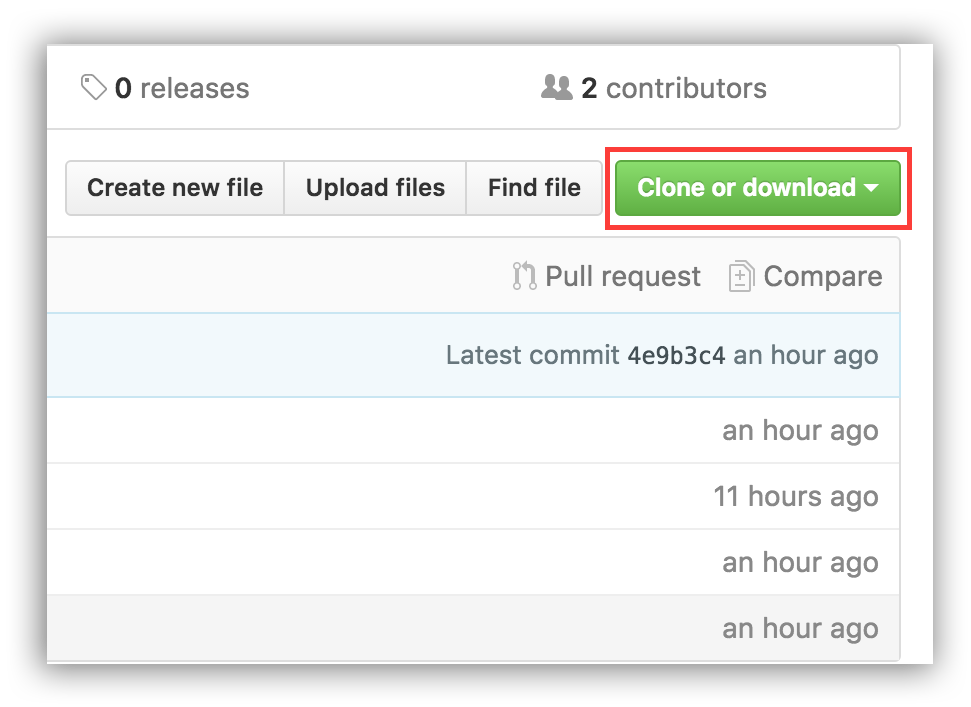 0 releases 2 contributors
Create new file Upload files Find file Clone or download
Pull request Compare
Latest commit 4e9b3c4 an hour ago
an hour ago
11 hours ago
an hour ago
an hour ago